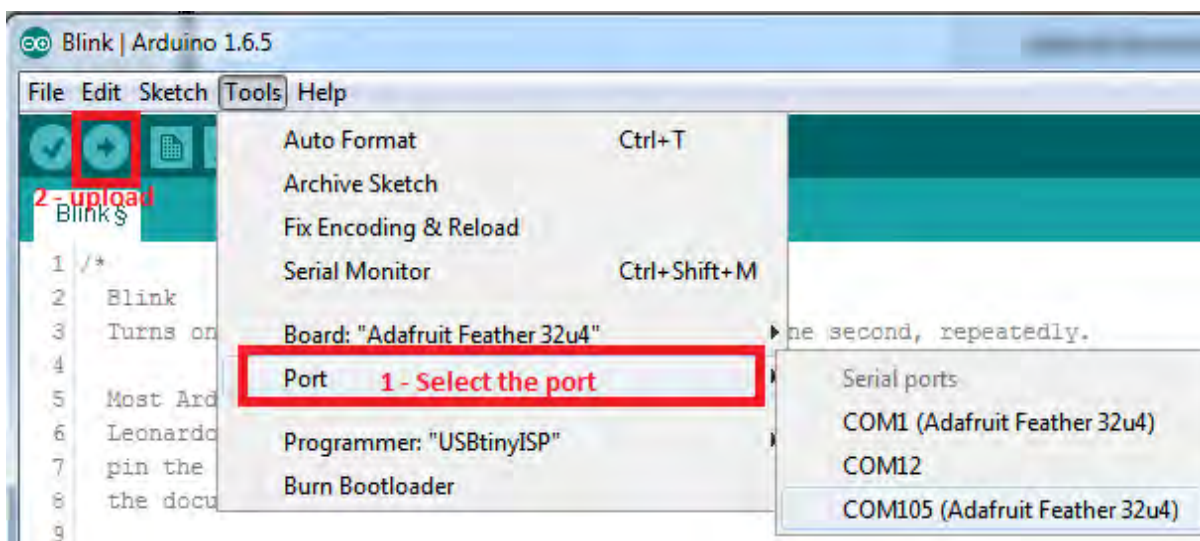 Blink | Arduino 1.6.5
File Edit Sketch Tools Help
2 - upload
Blink §
Auto Format Ctrl+T
Archive Sketch
Fix Encoding & Reload
Serial Monitor Ctrl+Shift+M
Board: "Adafruit Feather 32u4"
Port 1 - Select the port
Programmer: "USBtinyISP"
Burn Bootloader
Serial ports
COM1 (Adafruit Feather 32u4)
COM12
COM105 (Adafruit Feather 32u4)
1 /*
2 Blink
3 Turns on ne second, repeatedly.
4
5 Most Ard
6 Leonardo
7 pin the
8 the docu
9